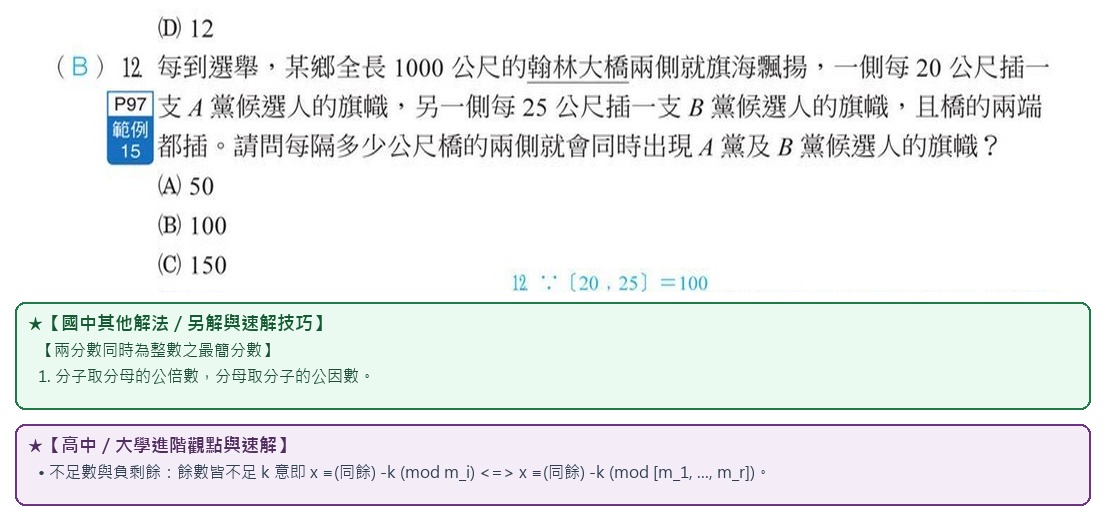 (D) 12
( B ) 12 每到選舉，某鄉全長 1000 公尺的翰林大橋兩側就旗海飄揚，一側每 20 公尺插一
P97 支 A 黨候選人的旗幟，另一側每 25 公尺插一支 B 黨候選人的旗幟，且橋的兩端
範例
15 都插。請問每隔多少公尺橋的兩側就會同時出現 A 黨及 B 黨候選人的旗幟？
(A) 50
(B) 100
(C) 150
12 ∵〔20，25〕＝100
★【國中其他解法 / 另解與速解技巧】
【兩分數同時為整數之最簡分數】
1. 分子取分母的公倍數，分母取分子的公因數。
★【高中 / 大學進階觀點與速解】
• 不足數與負剩餘：餘數皆不足 k 意即 x ≡(同餘) -k (mod m_i) <=> x ≡(同餘) -k (mod [m_1, ..., m_r])。